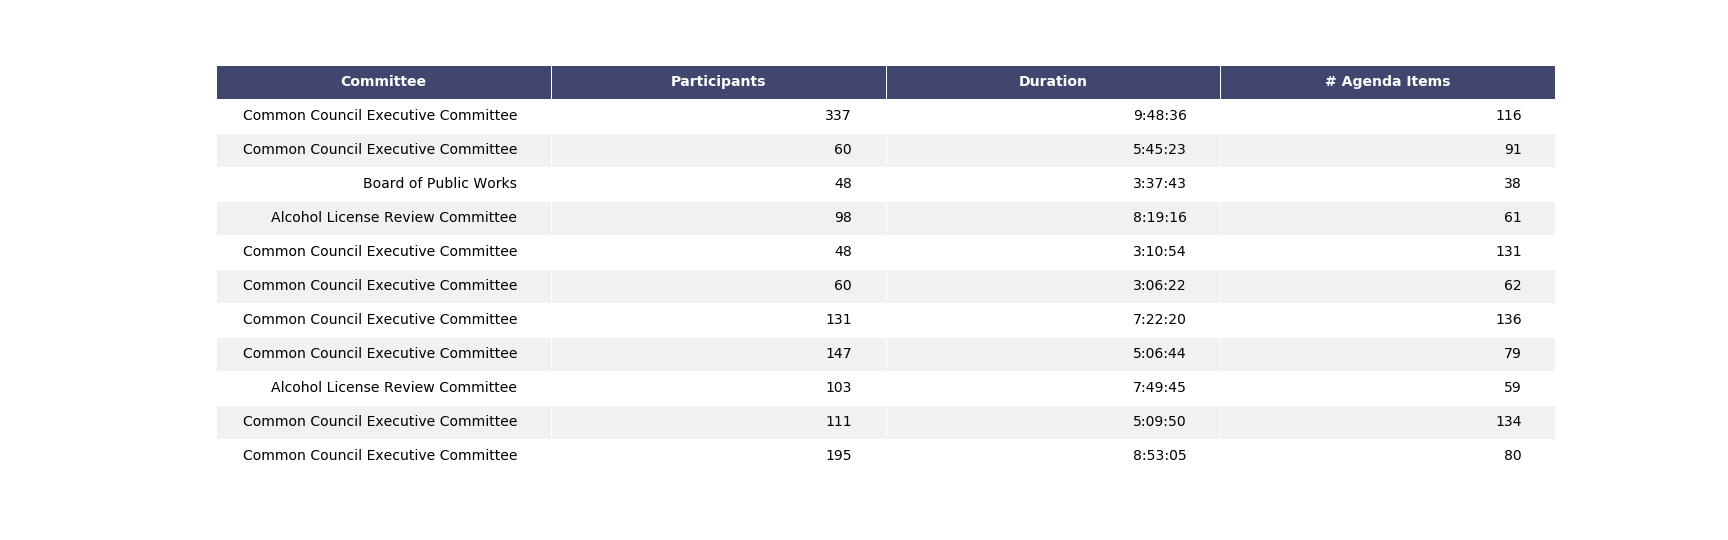 Committee Participants Duration # Agenda Items
Common Council Executive Committee 337 9:48:36 116
Common Council Executive Committee 60 5:45:23 91
Board of Public Works 48 3:37:43 38
Alcohol License Review Committee 98 8:19:16 61
Common Council Executive Committee 48 3:10:54 131
Common Council Executive Committee 60 3:06:22 62
Common Council Executive Committee 131 7:22:20 136
Common Council Executive Committee 147 5:06:44 79
Alcohol License Review Committee 103 7:49:45 59
Common Council Executive Committee 111 5:09:50 134
Common Council Executive Committee 195 8:53:05 80